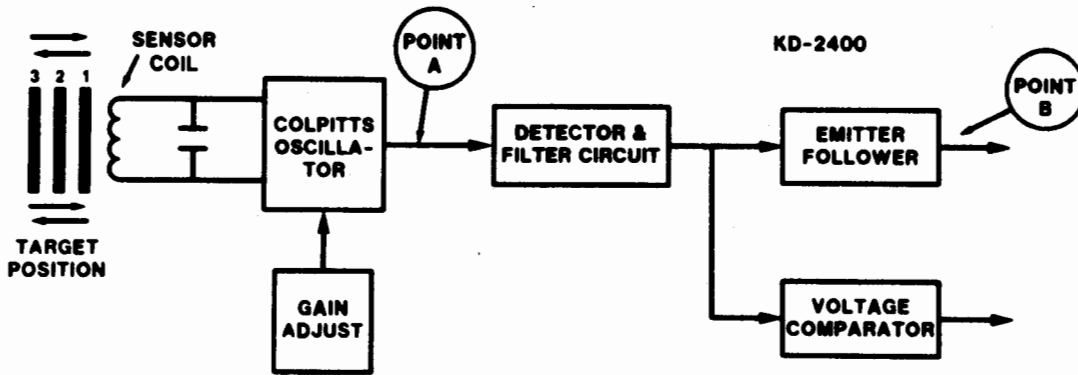 SENSOR
COIL
3 2 1
TARGET
POSITION
COLPITTS
OSCILLA-
TOR
GAIN
ADJUST
POINT
A
DETECTOR &
FILTER CIRCUIT
KD-2400
EMITTER
FOLLOWER
POINT
B
VOLTAGE
COMPARATOR